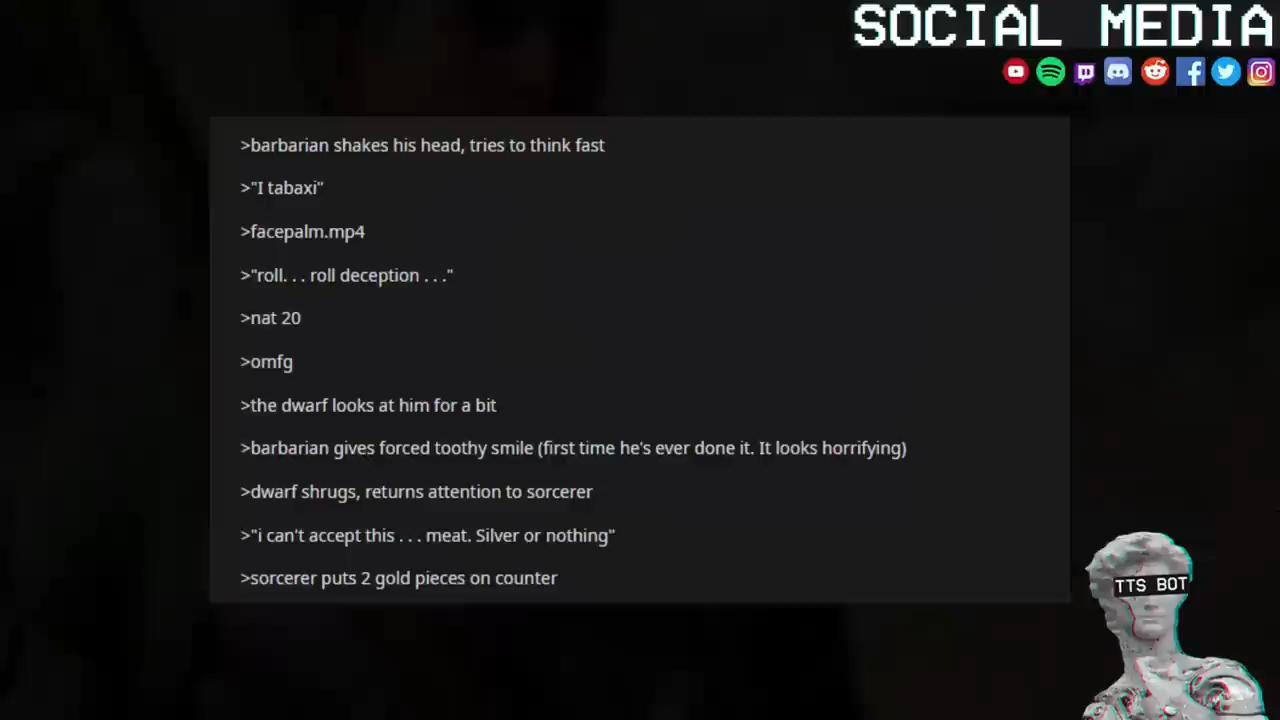 SOCIAL MEDIA
>barbarian shakes his head, tries to think fast
>"I tabaxi"
>facepalm.mp4
>"roll. . . roll deception . . ."
>nat 20
>omfg
>the dwarf looks at him for a bit
>barbarian gives forced toothy smile (first time he's ever done it. It looks horrifying)
>dwarf shrugs, returns attention to sorcerer
>"i can't accept this . . . meat. Silver or nothing"
>sorcerer puts 2 gold pieces on counter
TTS BOT